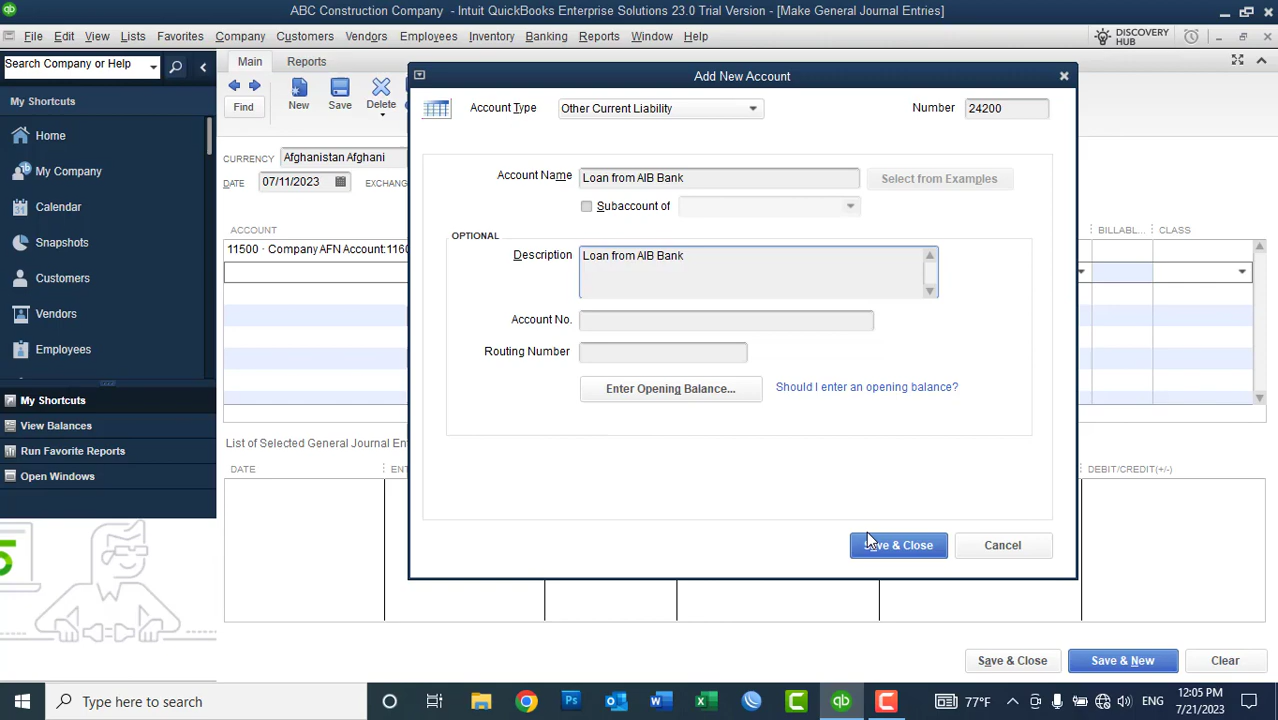 ABC Construction Company - Intuit QuickBooks Enterprise Solutions 23.0 Trial Version - [Make General Journal Entries]
File Edit View Lists Favorites Company Customers Vendors Employees Inventory Banking Reports Window Help
DISCOVERY
HUB
Search Company or Help
My Shortcuts
Home
My Company
Calendar
Snapshots
Customers
Vendors
Employees
My Shortcuts
View Balances
Run Favorite Reports
Open Windows
Main Reports
Find
New
Save
Delete
CURRENCY Afghanistan Afghani
DATE 07/11/2023
ACCOUNT
BILLABL... CLASS
11500 · Company AFN Account:1160
List of Selected General Journal
DATE
DEBIT/CREDIT(+/-)
Add New Account
Account Type Other Current Liability
Number 24200
Account Name Loan from AIB Bank
Select from Examples
Subaccount of
OPTIONAL
Description Loan from AIB Bank
Account No.
Routing Number
Enter Opening Balance...
Should I enter an opening balance?
Save & Close
Cancel
Save & Close
Save & New
Clear
Type here to search
77°F
ENG
12:05 PM
7/21/2023